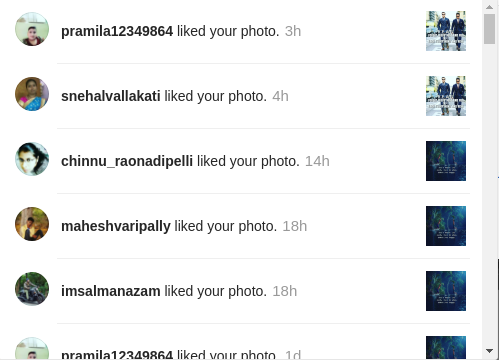 pramila12349864 liked your photo. 3h
snehalvallakati liked your photo. 4h
chinnu_raonadipelli liked your photo. 14h
maheshvaripally liked your photo. 18h
imsalmanazam liked your photo. 18h
pramila12349864 liked your photo. 1d